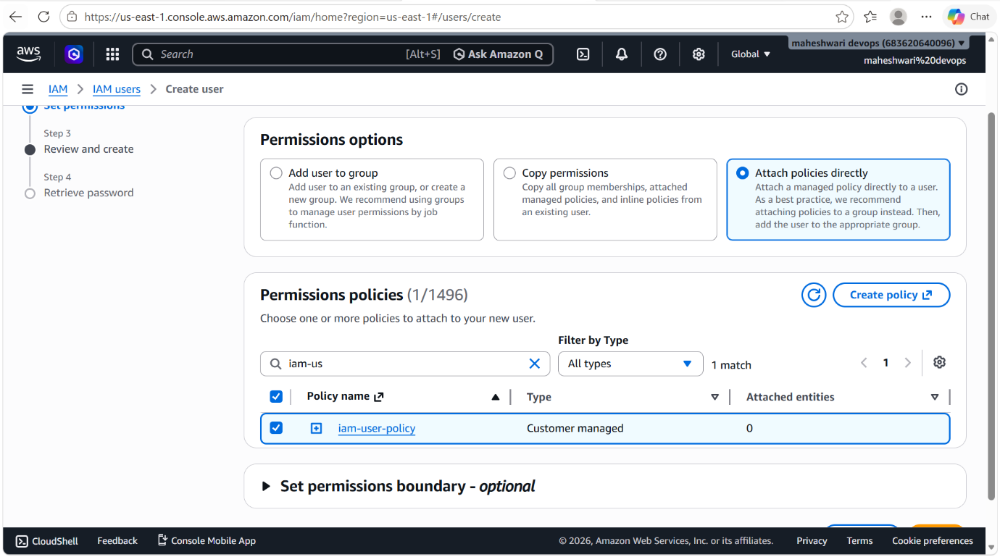 https://us-east-1.console.aws.amazon.com/iam/home?region=us-east-1#/users/create
Chat
aws
Search [Alt+S] Ask Amazon Q
Global
maheshwari devops (683620640096)
maheshwari%20devops
IAM
IAM users
Create user
Set permissions
Step 3
Review and create
Step 4
Retrieve password
Permissions options
Add user to group
Add user to an existing group, or create a
new group. We recommend using groups
to manage user permissions by job
function.
Copy permissions
Copy all group memberships, attached
managed policies, and inline policies from
an existing user.
Attach policies directly
Attach a managed policy directly to a user.
As a best practice, we recommend
attaching policies to a group instead. Then,
add the user to the appropriate group.
Permissions policies (1/1496)
Create policy
Choose one or more policies to attach to your new user.
Filter by Type
iam-us
All types
1 match
1
Policy name Type Attached entities
iam-user-policy Customer managed 0
Set permissions boundary - optional
CloudShell Feedback Console Mobile App © 2026, Amazon Web Services, Inc. or its affiliates. Privacy Terms Cookie preferences